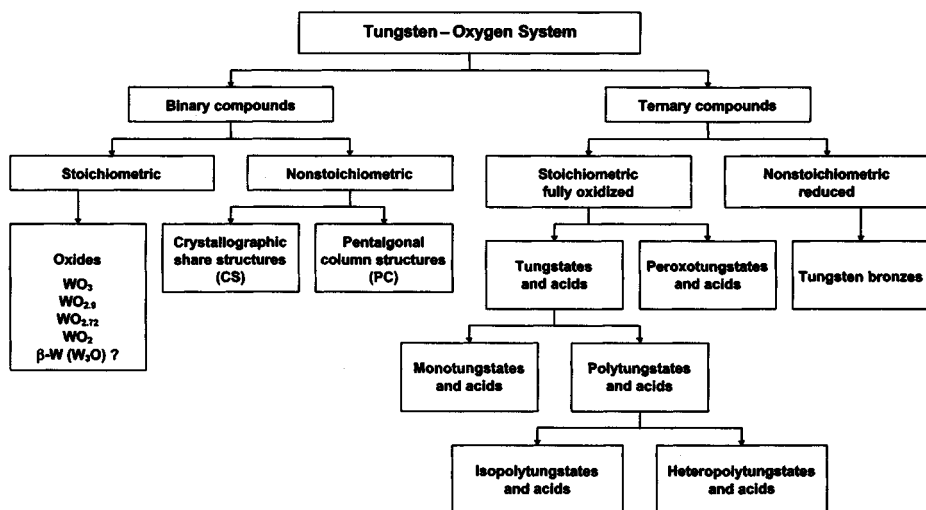 Tungsten – Oxygen System
Binary compounds
Ternary compounds
Stoichiometric
Nonstoichiometric
Stoichiometric
fully oxidized
Nonstoichiometric
reduced
Oxides
WO₃
WO₂.₉
WO₂.₇₂
WO₂
β-W (W₃O) ?
Crystallographic
share structures
(CS)
Pentalgonal
column structures
(PC)
Tungstates
and acids
Peroxotungstates
and acids
Tungsten bronzes
Monotungstates
and acids
Polytungstates
and acids
Isopolytungstates
and acids
Heteropolytungstates
and acids